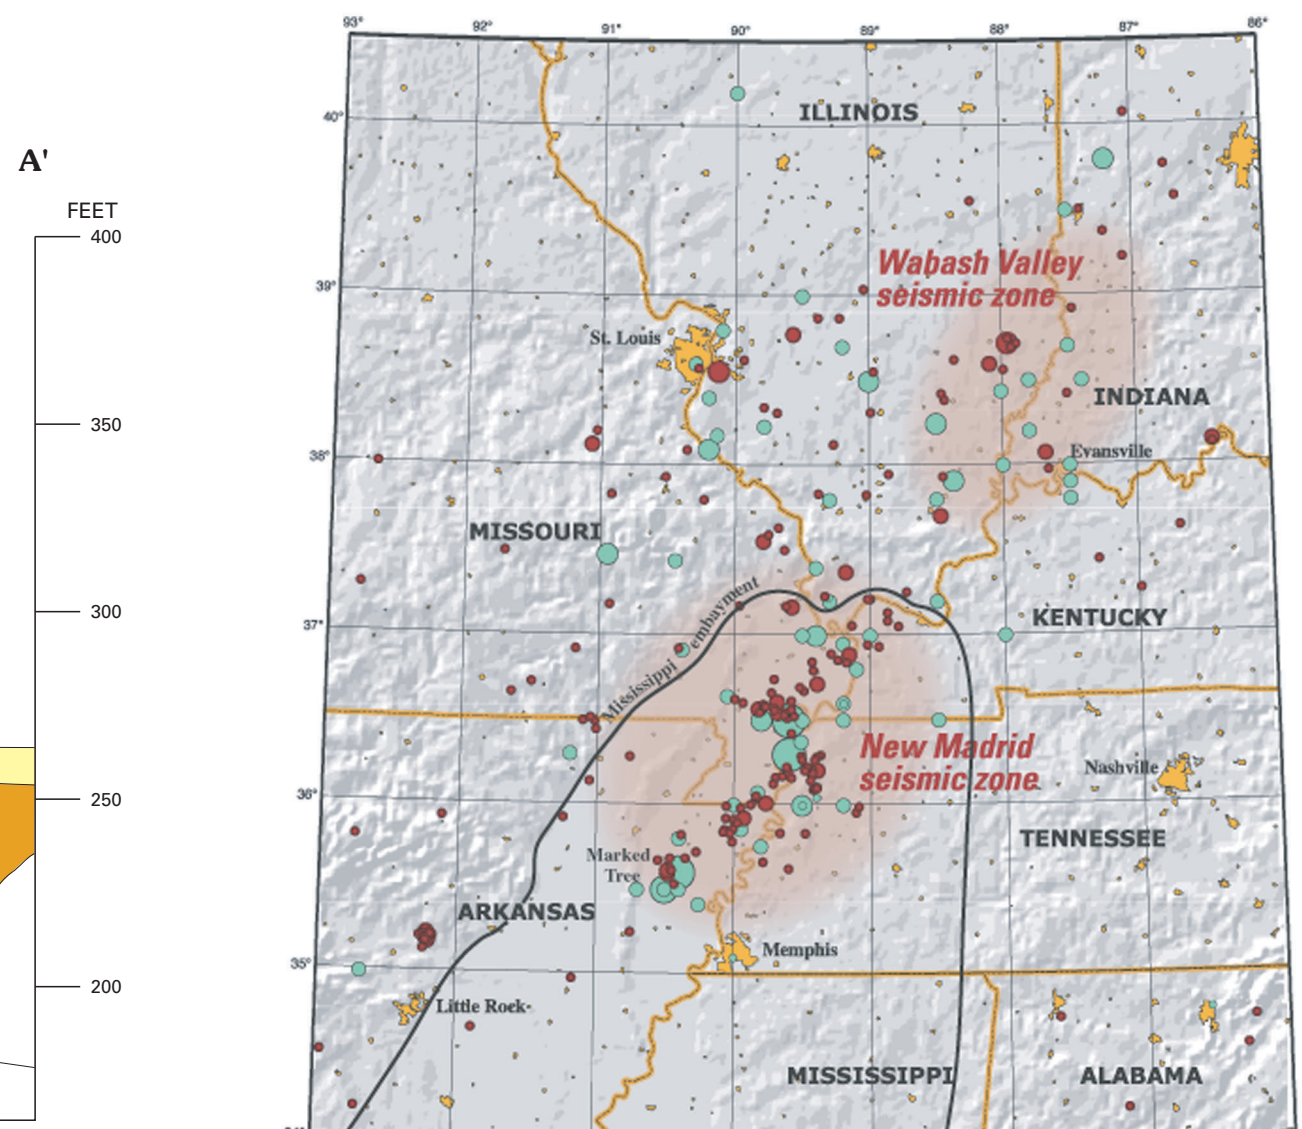 93° 92° 91° 90° 89° 88° 87° 86°
40°
ILLINOIS
A'
FEET
400
Wabash Valley
seismic zone
39°
St. Louis
INDIANA
350
38°
Evansville
MISSOURI
300
37°
KENTUCKY
Mississippi embayment
New Madrid
seismic zone
Nashville
36°
250
TENNESSEE
Marked
Tree
ARKANSAS
Memphis
35°
200
Little Rock
MISSISSIPPI
ALABAMA